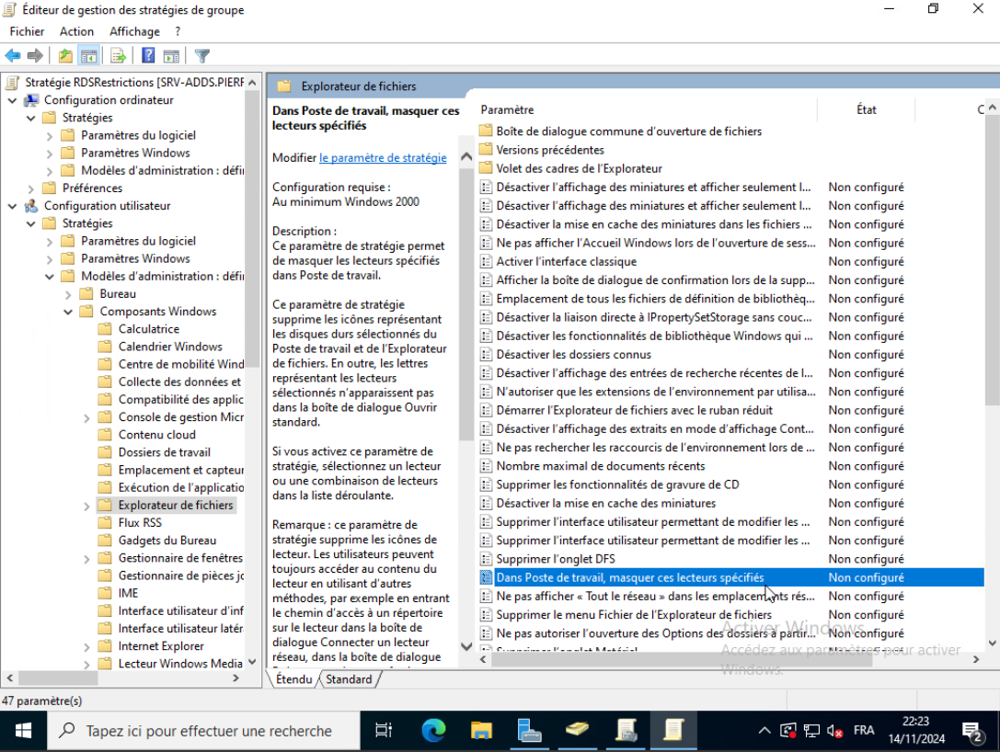 Éditeur de gestion des stratégies de groupe
Fichier Action Affichage ?
Stratégie RDSRestrictions [SRV-ADDS.PIERF
Configuration ordinateur
Stratégies
Paramètres du logiciel
Paramètres Windows
Modèles d'administration : défi
Préférences
Configuration utilisateur
Stratégies
Paramètres du logiciel
Paramètres Windows
Modèles d'administration : défi
Bureau
Composants Windows
Calculatrice
Calendrier Windows
Centre de mobilité Wind
Collecte des données et
Compatibilité des applic
Console de gestion Micr
Contenu cloud
Dossiers de travail
Emplacement et capteur
Exécution de l'applicatio
Explorateur de fichiers
Flux RSS
Gadgets du Bureau
Gestionnaire de fenêtres
Gestionnaire de pièces jo
IME
Interface utilisateur d'inf
Interface utilisateur latér
Internet Explorer
Lecteur Windows Media
Explorateur de fichiers
Dans Poste de travail, masquer ces
lecteurs spécifiés
Modifier le paramètre de stratégie
Configuration requise :
Au minimum Windows 2000
Description :
Ce paramètre de stratégie permet
de masquer les lecteurs spécifiés
dans Poste de travail.
Ce paramètre de stratégie
supprime les icônes représentant
les disques durs sélectionnés du
Poste de travail et de l'Explorateur
de fichiers. En outre, les lettres
représentant les lecteurs
sélectionnés n'apparaissent pas
dans la boîte de dialogue Ouvrir
standard.
Si vous activez ce paramètre de
stratégie, sélectionnez un lecteur
ou une combinaison de lecteurs
dans la liste déroulante.
Remarque : ce paramètre de
stratégie supprime les icônes de
lecteur. Les utilisateurs peuvent
toujours accéder au contenu du
lecteur en utilisant d'autres
méthodes, par exemple en entrant
le chemin d'accès à un répertoire
sur le lecteur dans la boîte de
dialogue Connecter un lecteur
réseau, dans la boîte de dialogue
Paramètre État C
Boîte de dialogue commune d'ouverture de fichiers
Versions précédentes
Volet des cadres de l'Explorateur
Désactiver l'affichage des miniatures et afficher seulement l... Non configuré
Désactiver l'affichage des miniatures et afficher seulement l... Non configuré
Désactiver la mise en cache des miniatures dans les fichiers ... Non configuré
Ne pas afficher l'Accueil Windows lors de l'ouverture de sess... Non configuré
Activer l'interface classique Non configuré
Afficher la boîte de dialogue de confirmation lors de la supp... Non configuré
Emplacement de tous les fichiers de définition de bibliothèq... Non configuré
Désactiver la liaison directe à IPropertySetStorage sans couc... Non configuré
Désactiver les fonctionnalités de bibliothèque Windows qui ... Non configuré
Désactiver les dossiers connus Non configuré
Désactiver l'affichage des entrées de recherche récentes de l... Non configuré
N'autoriser que les extensions de l'environnement par utilisa... Non configuré
Démarrer l'Explorateur de fichiers avec le ruban réduit Non configuré
Désactiver l'affichage des extraits en mode d'affichage Cont... Non configuré
Ne pas rechercher les raccourcis de l'environnement lors de ... Non configuré
Nombre maximal de documents récents Non configuré
Supprimer les fonctionnalités de gravure de CD Non configuré
Désactiver la mise en cache des miniatures Non configuré
Supprimer l'interface utilisateur permettant de modifier les ... Non configuré
Supprimer l'interface utilisateur permettant de modifier les ... Non configuré
Supprimer l'onglet DFS Non configuré
Dans Poste de travail, masquer ces lecteurs spécifiés Non configuré
Ne pas afficher « Tout le réseau » dans les emplacements rés... Non configuré
Supprimer le menu Fichier de l'Explorateur de fichiers Non configuré
Ne pas autoriser l'ouverture des Options des dossiers à partir... Non configuré
Supprimer l'onglet Matériel
Activer Windows
Accédez aux paramètres pour activer
Windows.
Étendu Standard
47 paramètre(s)
Tapez ici pour effectuer une recherche
FRA
22:23
14/11/2024
2